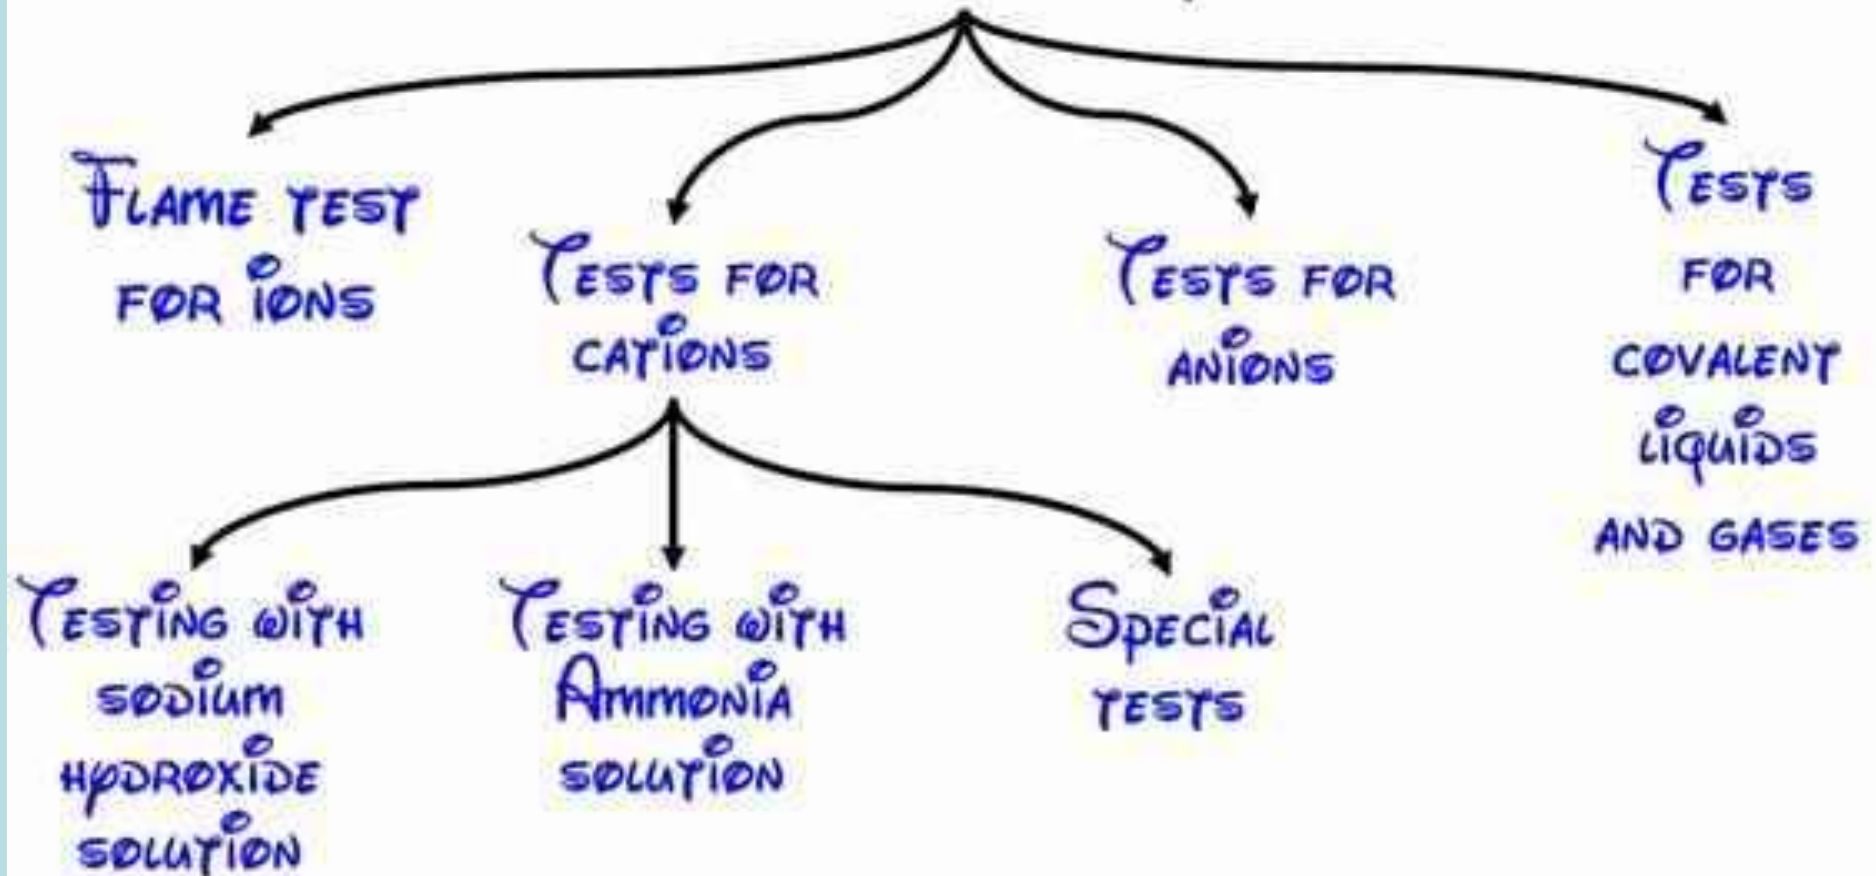 Flame test
for ions
Tests for
cations
Tests for
anions
Tests
for
covalent
liquids
and gases
Testing with
sodium
hydroxide
solution
Testing with
Ammonia
solution
Special
tests